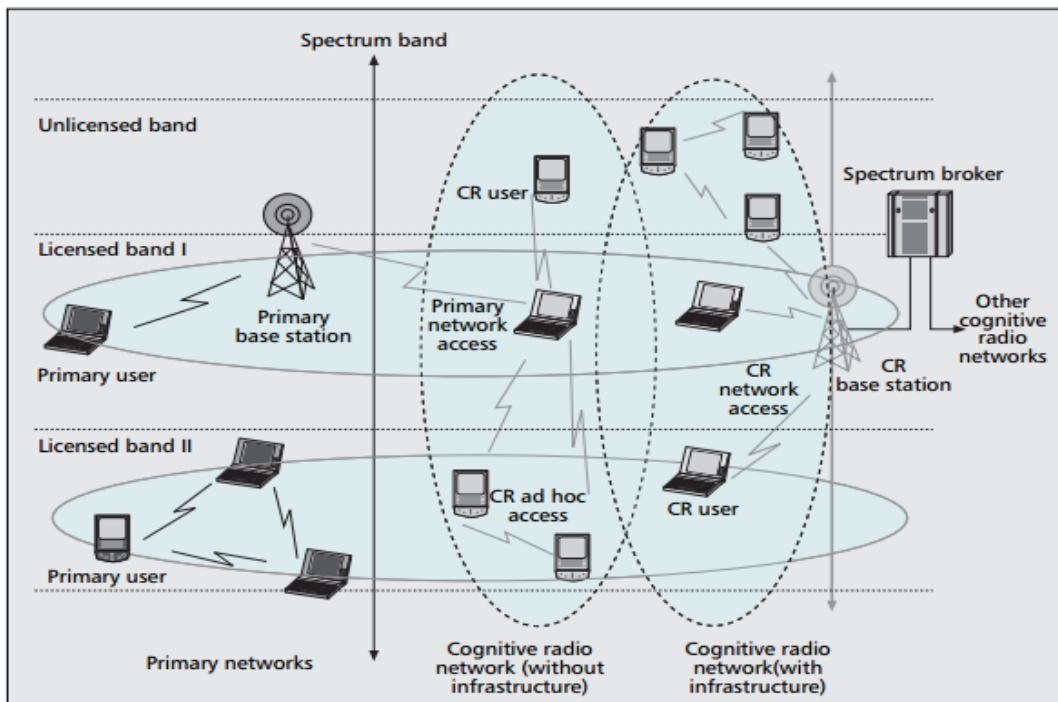 Spectrum band
Unlicensed band
CR user
Spectrum broker
Licensed band I
Primary
base station
Primary
network
access
Primary user
CR
network
access
CR
base station
Other
cognitive
radio
networks
Licensed band II
CR ad hoc
access
CR user
Primary user
Primary networks
Cognitive radio
network (without
infrastructure)
Cognitive radio
network(with
infrastructure)